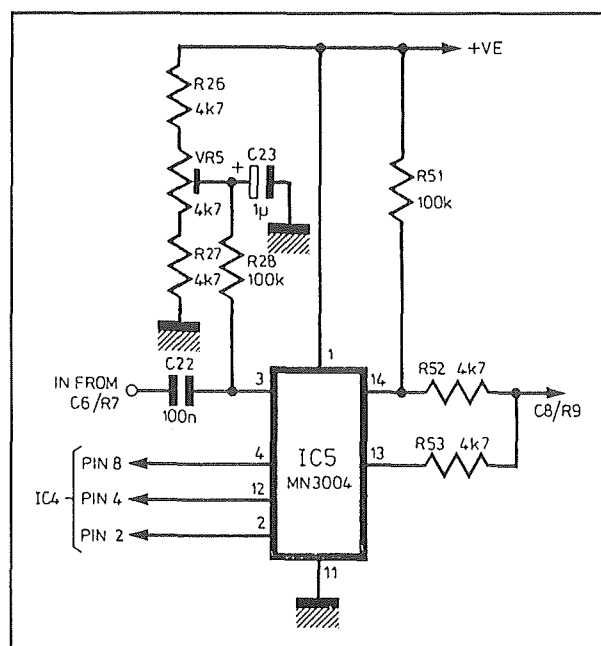 +VE
R26
4k7
VR5
4k7
+
C23
1µ
R51
100k
R27
4k7
R28
100k
C22
100n
IN FROM
C6/R7
1
3
14
R52 4k7
C8/R9
4
13
R53 4k7
IC5
MN3004
12
2
11
IC4
PIN 8
PIN 4
PIN 2